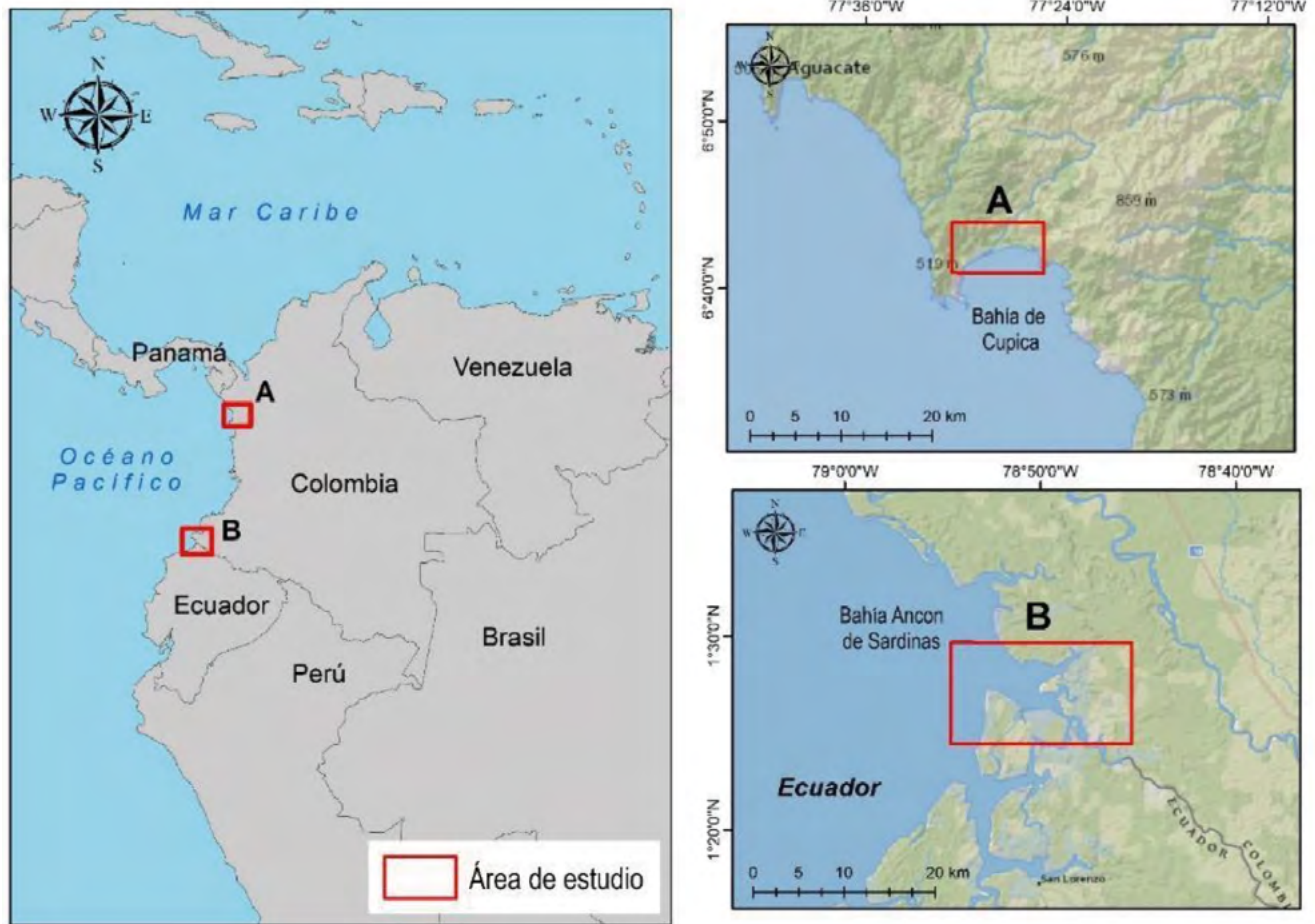 N
W
E
S
Mar Caribe
Panamá
A
Venezuela
Océano
Pacífico
Colombia
B
Ecuador
Brasil
Perú
Área de estudio
77°36'0"W
77°24'0"W
77°12'0"W
N
Aguacate
576 m
6°50'0"N
A
859 m
519 m
6°40'0"N
Bahía de
Cupica
573 m
0 5 10 20 km
79°0'0"W
78°50'0"W
78°40'0"W
N
W
E
Bahía Ancon
de Sardinas
B
1°30'0"N
Ecuador
1°20'0"N
ECUADOR
COLOMB
San Lorenzo
0 5 10 20 km